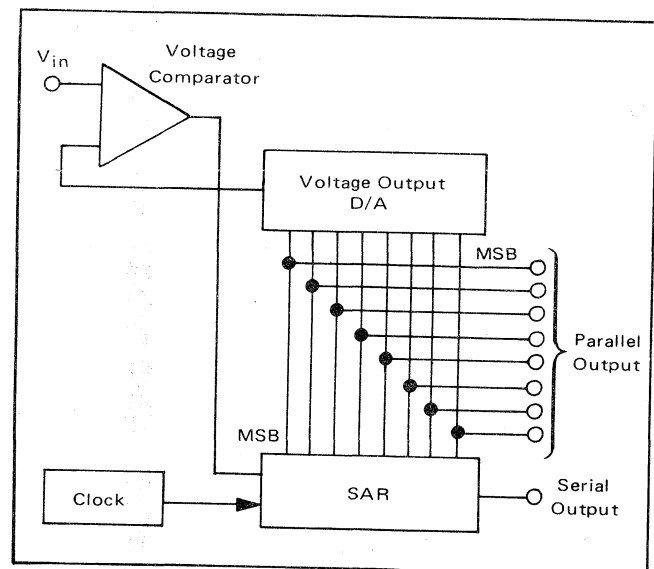 Vin
Voltage
Comparator
Voltage Output
D/A
MSB
Parallel
Output
MSB
Clock
SAR
Serial
Output